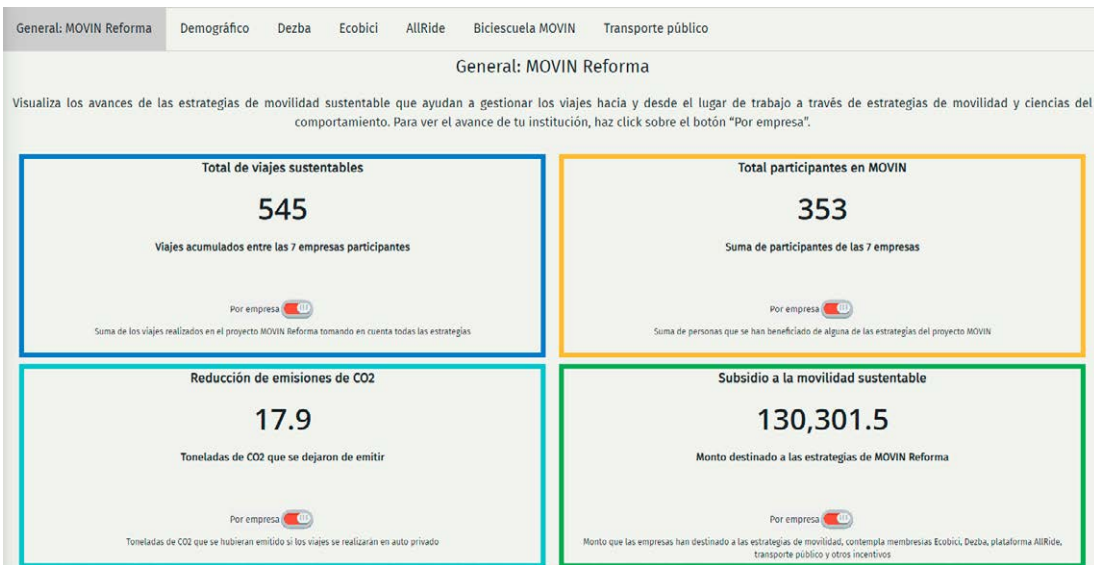 General: MOVIN Reforma
Demográfico
Dezba
Ecobici
AllRide
Biciescuela MOVIN
Transporte público
General: MOVIN Reforma
Visualiza los avances de las estrategias de movilidad sustentable que ayudan a gestionar los viajes hacia y desde el lugar de trabajo a través de estrategias de movilidad y ciencias del
comportamiento. Para ver el avance de tu institución, haz click sobre el botón “Por empresa”.
Total de viajes sustentables
545
Viajes acumulados entre las 7 empresas participantes
Por empresa
Suma de los viajes realizados en el proyecto MOVIN Reforma tomando en cuenta todas las estrategias
Total participantes en MOVIN
353
Suma de participantes de las 7 empresas
Por empresa
Suma de personas que se han beneficiado de alguna de las estrategias del proyecto MOVIN
Reducción de emisiones de CO2
17.9
Toneladas de CO2 que se dejaron de emitir
Por empresa
Toneladas de CO2 que se hubieran emitido si los viajes se realizaran en auto privado
Subsidio a la movilidad sustentable
130,301.5
Monto destinado a las estrategias de MOVIN Reforma
Por empresa
Monto que las empresas han destinado a las estrategias de movilidad, contempla membresias Ecobici, Dezba, plataforma AllRide,
transporte público y otros incentivos